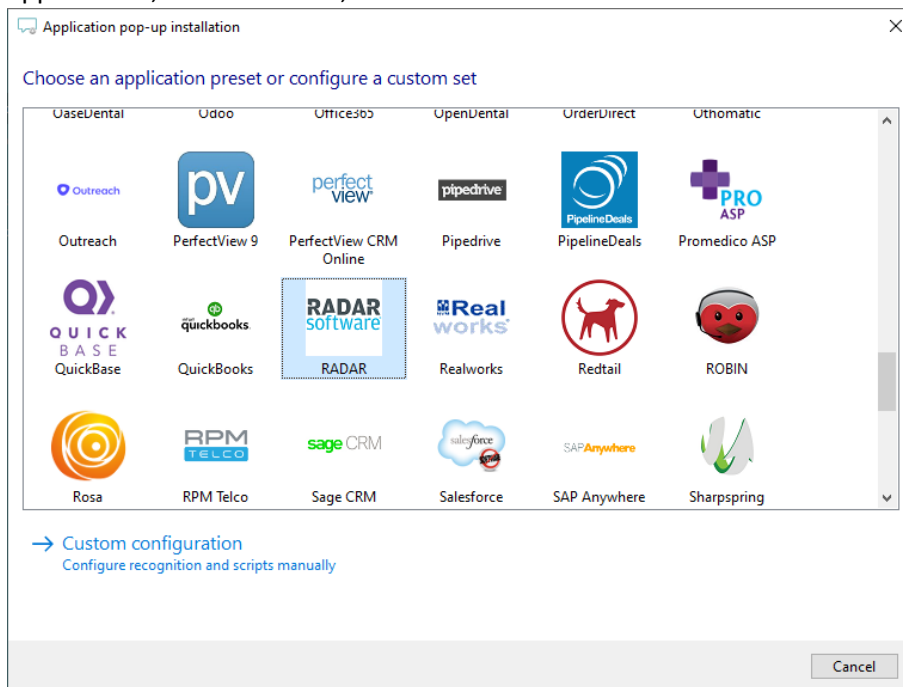 Application pop-up installation
Choose an application preset or configure a custom set
OaseDental Odoo Office365 OpenDental OrderDirect Othomatic
Outreach
pv
perfect
view
pipedrive
PipelineDeals
PRO
ASP
Outreach PerfectView 9 PerfectView CRM Online Pipedrive PipelineDeals Promedico ASP
QUICK
BASE
quickbooks
RADAR
software
Real
works
QuickBase QuickBooks RADAR Realworks Redtail ROBIN
RPM
TELCO
sage CRM
salesforce
SAP Anywhere
Rosa RPM Telco Sage CRM Salesforce SAP Anywhere Sharpspring
Custom configuration
Configure recognition and scripts manually
Cancel